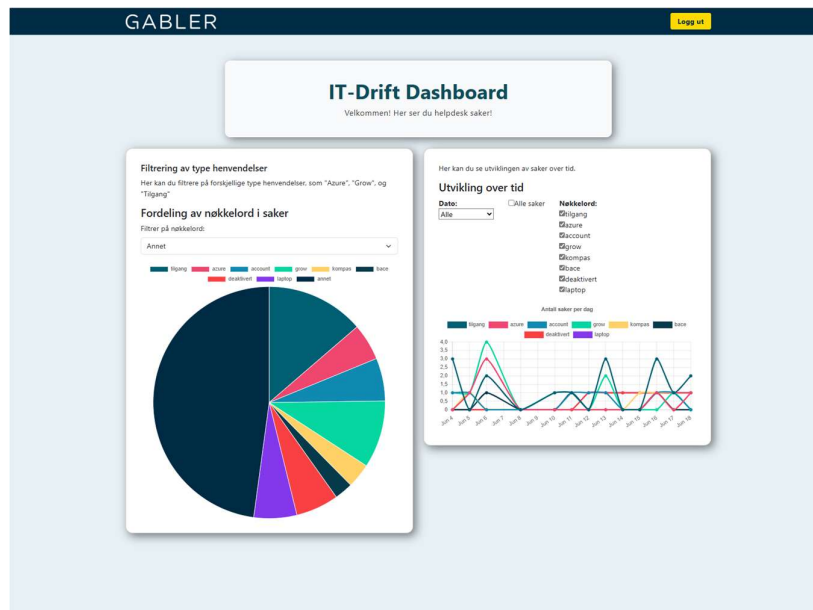 GABLER
Logg ut
IT-Drift Dashboard
Velkommen! Her ser du helpdesk saker!
Filtrering av type henvendelser
Her kan du filtrere på forskjellige type henvendelser, som "Azure", "Grow", og
"Tilgang"
Fordeling av nøkkelord i saker
Filtrer på nøkkelord:
Annet
tilgang azure account grow kompas bace
deaktivert laptop annet
Her kan du se utviklingen av saker over tid.
Utvikling over tid
Dato: Alle saker Nøkkelord:
Alle tilgang
azure
account
grow
kompas
bace
deaktivert
laptop
Antall saker per dag
tilgang azure account grow kompas bace
deaktivert laptop
4,0
3,5
3,0
2,5
2,0
1,5
1,0
0,5
0
Jun 4 Jun 5 Jun 6 Jun 7 Jun 8 Jun 9 Jun 10 Jun 11 Jun 12 Jun 13 Jun 14 Jun 15 Jun 16 Jun 17 Jun 18